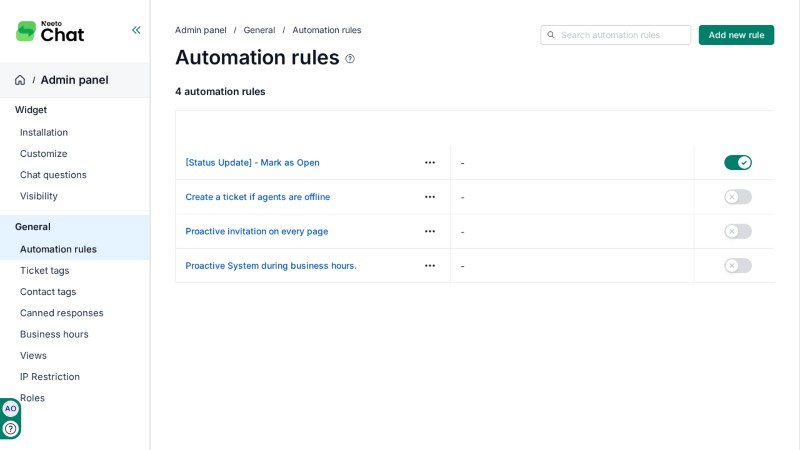 Neeto
Chat
Admin panel / General / Automation rules
Search automation rules
Add new rule
Automation rules
/ Admin panel
4 automation rules
Widget
Installation
Customize
Chat questions
Visibility
General
Automation rules
Ticket tags
Contact tags
Canned responses
Business hours
Views
IP Restriction
Roles
AO
[Status Update] - Mark as Open
-
Create a ticket if agents are offline
-
Proactive invitation on every page
-
Proactive System during business hours.
-